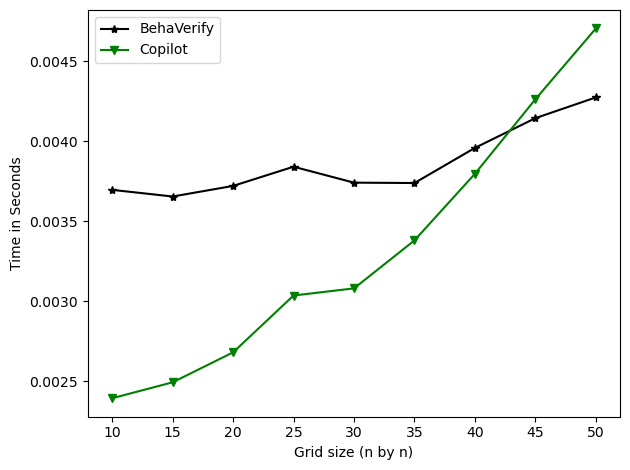 BehaVerify
Copilot
0.0045
0.0040
0.0035
0.0030
0.0025
Time in Seconds
10 15 20 25 30 35 40 45 50
Grid size (n by n)